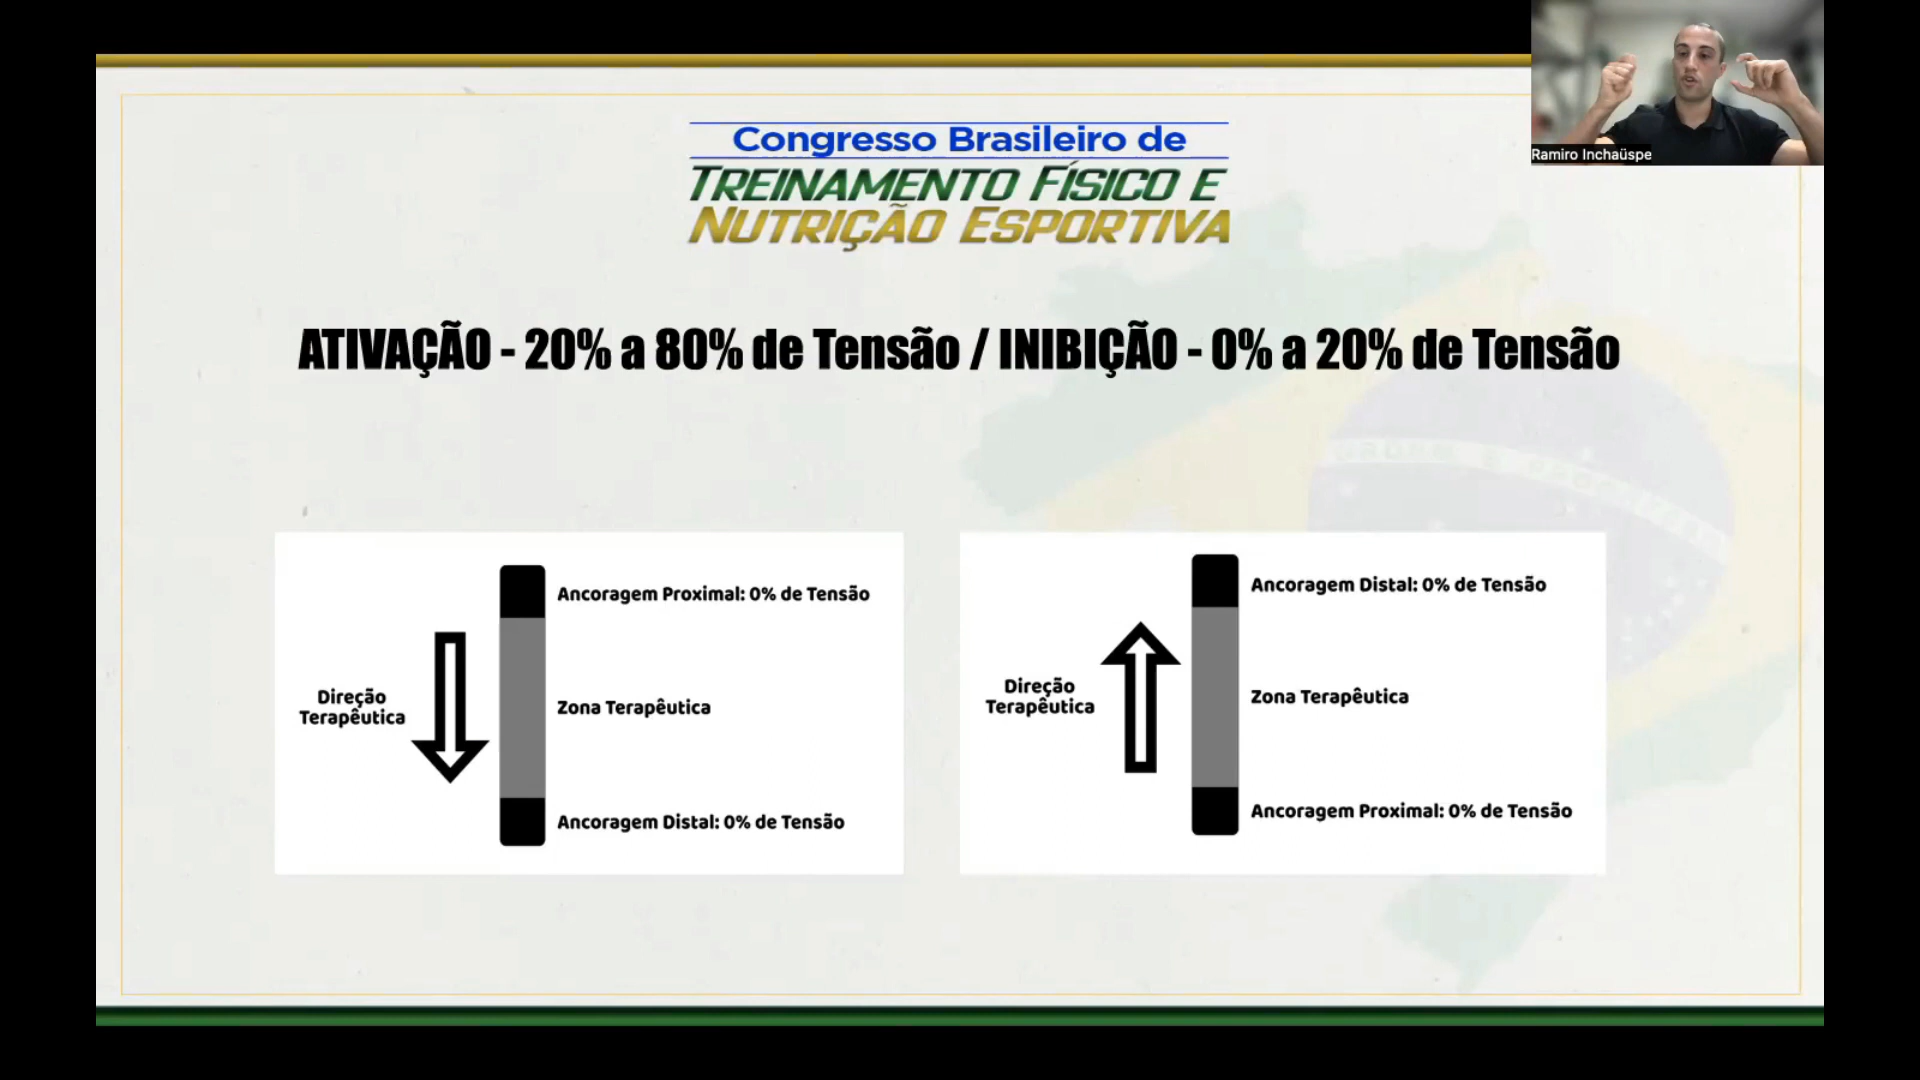 Ramiro Inchaüspe
Congresso Brasileiro de
TREINAMENTO FÍSICO E
NUTRIÇÃO ESPORTIVA
ATIVAÇÃO - 20% a 80% de Tensão / INIBIÇÃO - 0% a 20% de Tensão
Ancoragem Proximal: 0% de Tensão
Direção
Terapêutica
Zona Terapêutica
Ancoragem Distal: 0% de Tensão
Ancoragem Distal: 0% de Tensão
Direção
Terapêutica
Zona Terapêutica
Ancoragem Proximal: 0% de Tensão